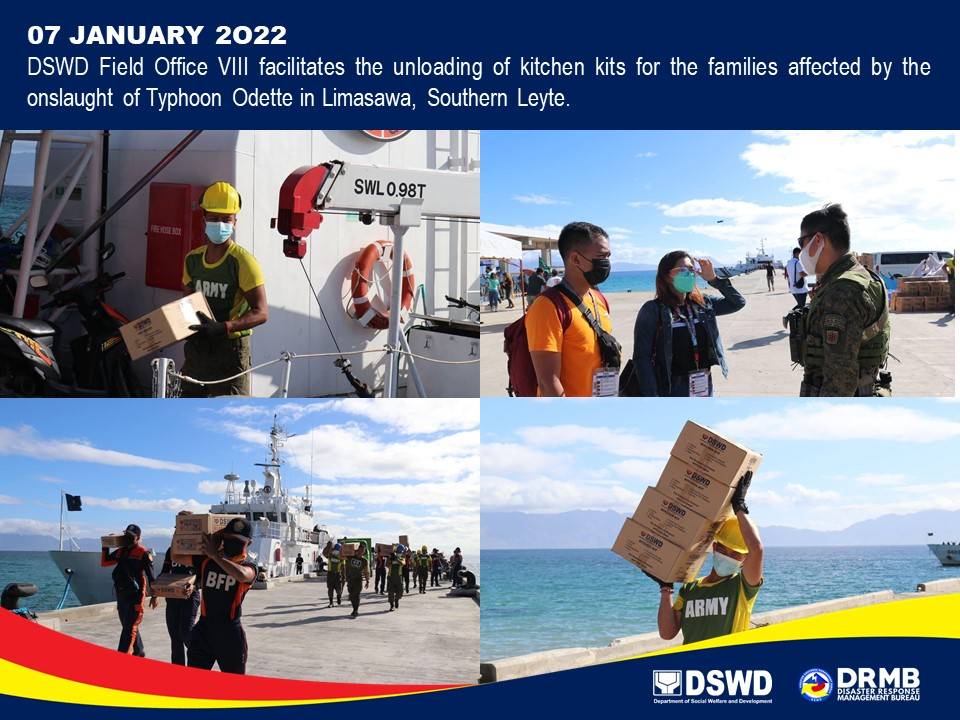 07 JANUARY 2022
DSWD Field Office VIII facilitates the unloading of kitchen kits for the families affected by the
onslaught of Typhoon Odette in Limasawa, Southern Leyte.
SWL 0.98T
FIRE HOSE BOX
ARMY
DSWD
BFP
DSWD
DSWD
DSWD
DSWD
ARMY
DSWD
Department of Social Welfare and Development
DRMB
DISASTER RESPONSE
MANAGEMENT BUREAU